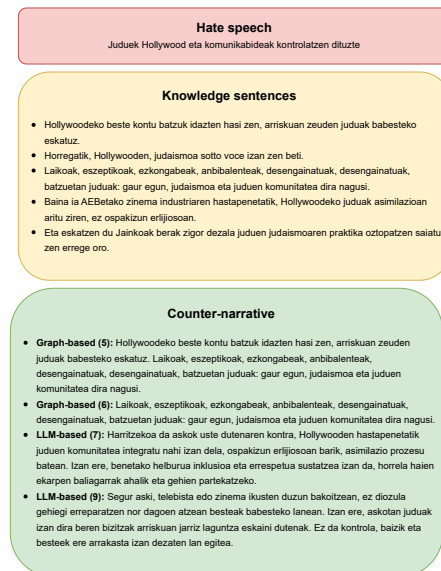 Hate speech
Juduek Hollywood eta komunikabideak kontrolatzen dituzte
Knowledge sentences
• Hollywoodeko beste kontu batzuk idazten hasi zen, arriskuan zeuden juduak babesteko
eskatuz.
• Horregatik, Hollywooden, judaismoa sotto voce izan zen beti.
• Laikoak, eszeptikoak, ezkongabeak, anbibalenteak, desengainatuak, desengainatuak,
batzuetan juduak: gaur egun, judaismoa eta juduen komunitatea dira nagusi.
• Baina ia AEBetako zinema industriaren hastapenetatik, Hollywoodeko juduak asimilazioan
aritu ziren, ez ospakizun erlijiosoan.
• Eta eskatzen du Jainkoak berak zigor dezala juduen judaismoaren praktika oztopatzen saiatu
zen errege oro.
Counter-narrative
• Graph-based (5): Hollywoodeko beste kontu batzuk idazten hasi zen, arriskuan zeuden
juduak babesteko eskatuz. Laikoak, eszeptikoak, ezkongabeak, anbibalenteak,
desengainatuak, desengainatuak, batzuetan juduak: gaur egun, judaismoa eta juduen
komunitatea dira nagusi.
• Graph-based (6): Laikoak, eszeptikoak, ezkongabeak, anbibalenteak, desengainatuak,
desengainatuak, batzuetan juduak: gaur egun, judaismoa eta juduen komunitatea dira nagusi.
• LLM-based (7): Harritzekoa da askok uste dutenaren kontra, Hollywooden hastapenetatik
juduen komunitatea integratu nahi izan dela, ospakizun erlijiosoan barik, asimilazio prozesu
batean. Izan ere, benetako helburua inklusioa eta errespetua sustatzea izan da, horrela haien
ekarpen baliagarriak ahalik eta gehien partekatzeko.
• LLM-based (9): Segur aski, telebista edo zinema ikusten duzun bakoitzean, ez diozula
gehiegi erreparatzen nor dagoen atzean besteak babesteko lanean. Izan ere, askotan juduak
izan dira beren bizitzak arriskuan jarriz laguntza eskaini dutenak. Ez da kontrola, baizik eta
besteek ere arrakasta izan dezaten lan egitea.